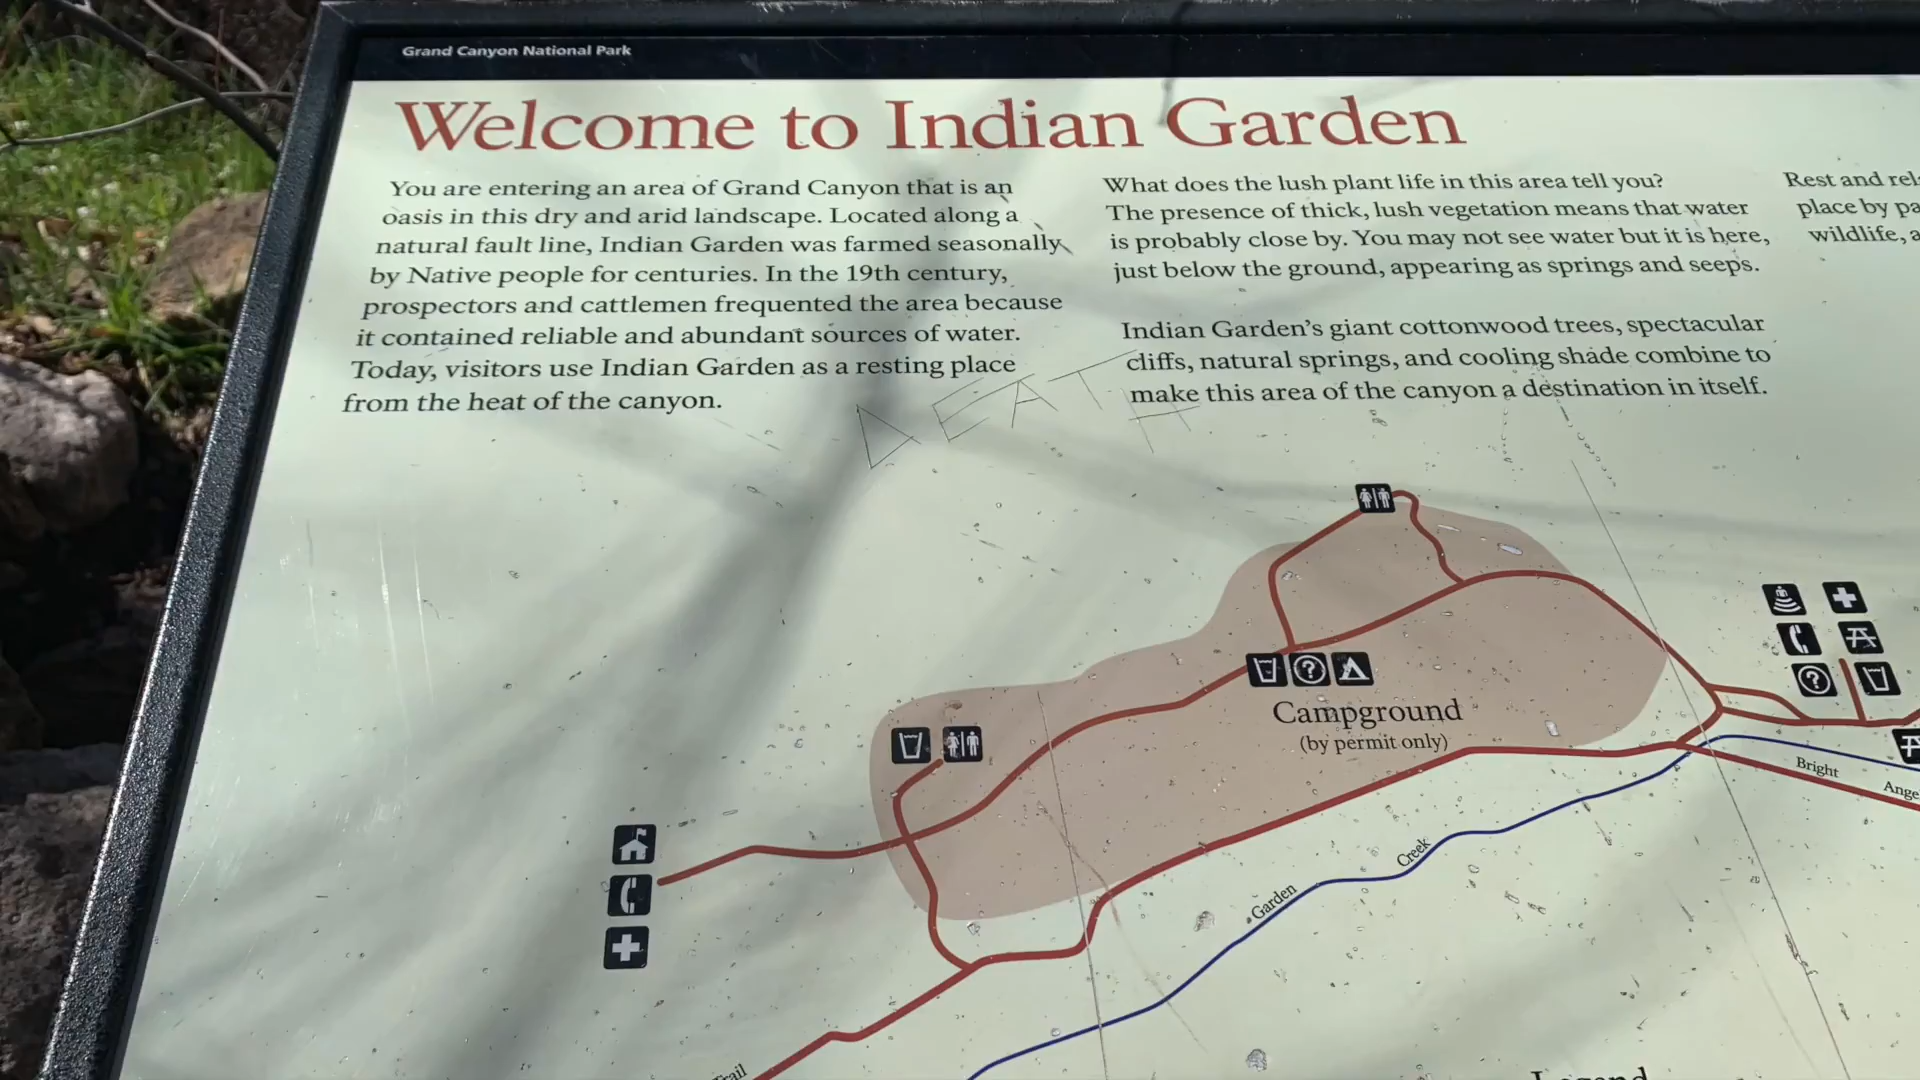 Grand Canyon National Park
Welcome to Indian Garden
You are entering an area of Grand Canyon that is an
oasis in this dry and arid landscape. Located along a
natural fault line, Indian Garden was farmed seasonally
by Native people for centuries. In the 19th century,
prospectors and cattlemen frequented the area because
it contained reliable and abundant sources of water.
Today, visitors use Indian Garden as a resting place
from the heat of the canyon.
What does the lush plant life in this area tell you?
The presence of thick, lush vegetation means that water
is probably close by. You may not see water but it is here,
just below the ground, appearing as springs and seeps.
Indian Garden's giant cottonwood trees, spectacular
cliffs, natural springs, and cooling shade combine to
make this area of the canyon a destination in itself.
Rest and
place by
wildlife,
DEATH
?
?
Campground
(by permit only)
Bright
Creek
Garden
Trail